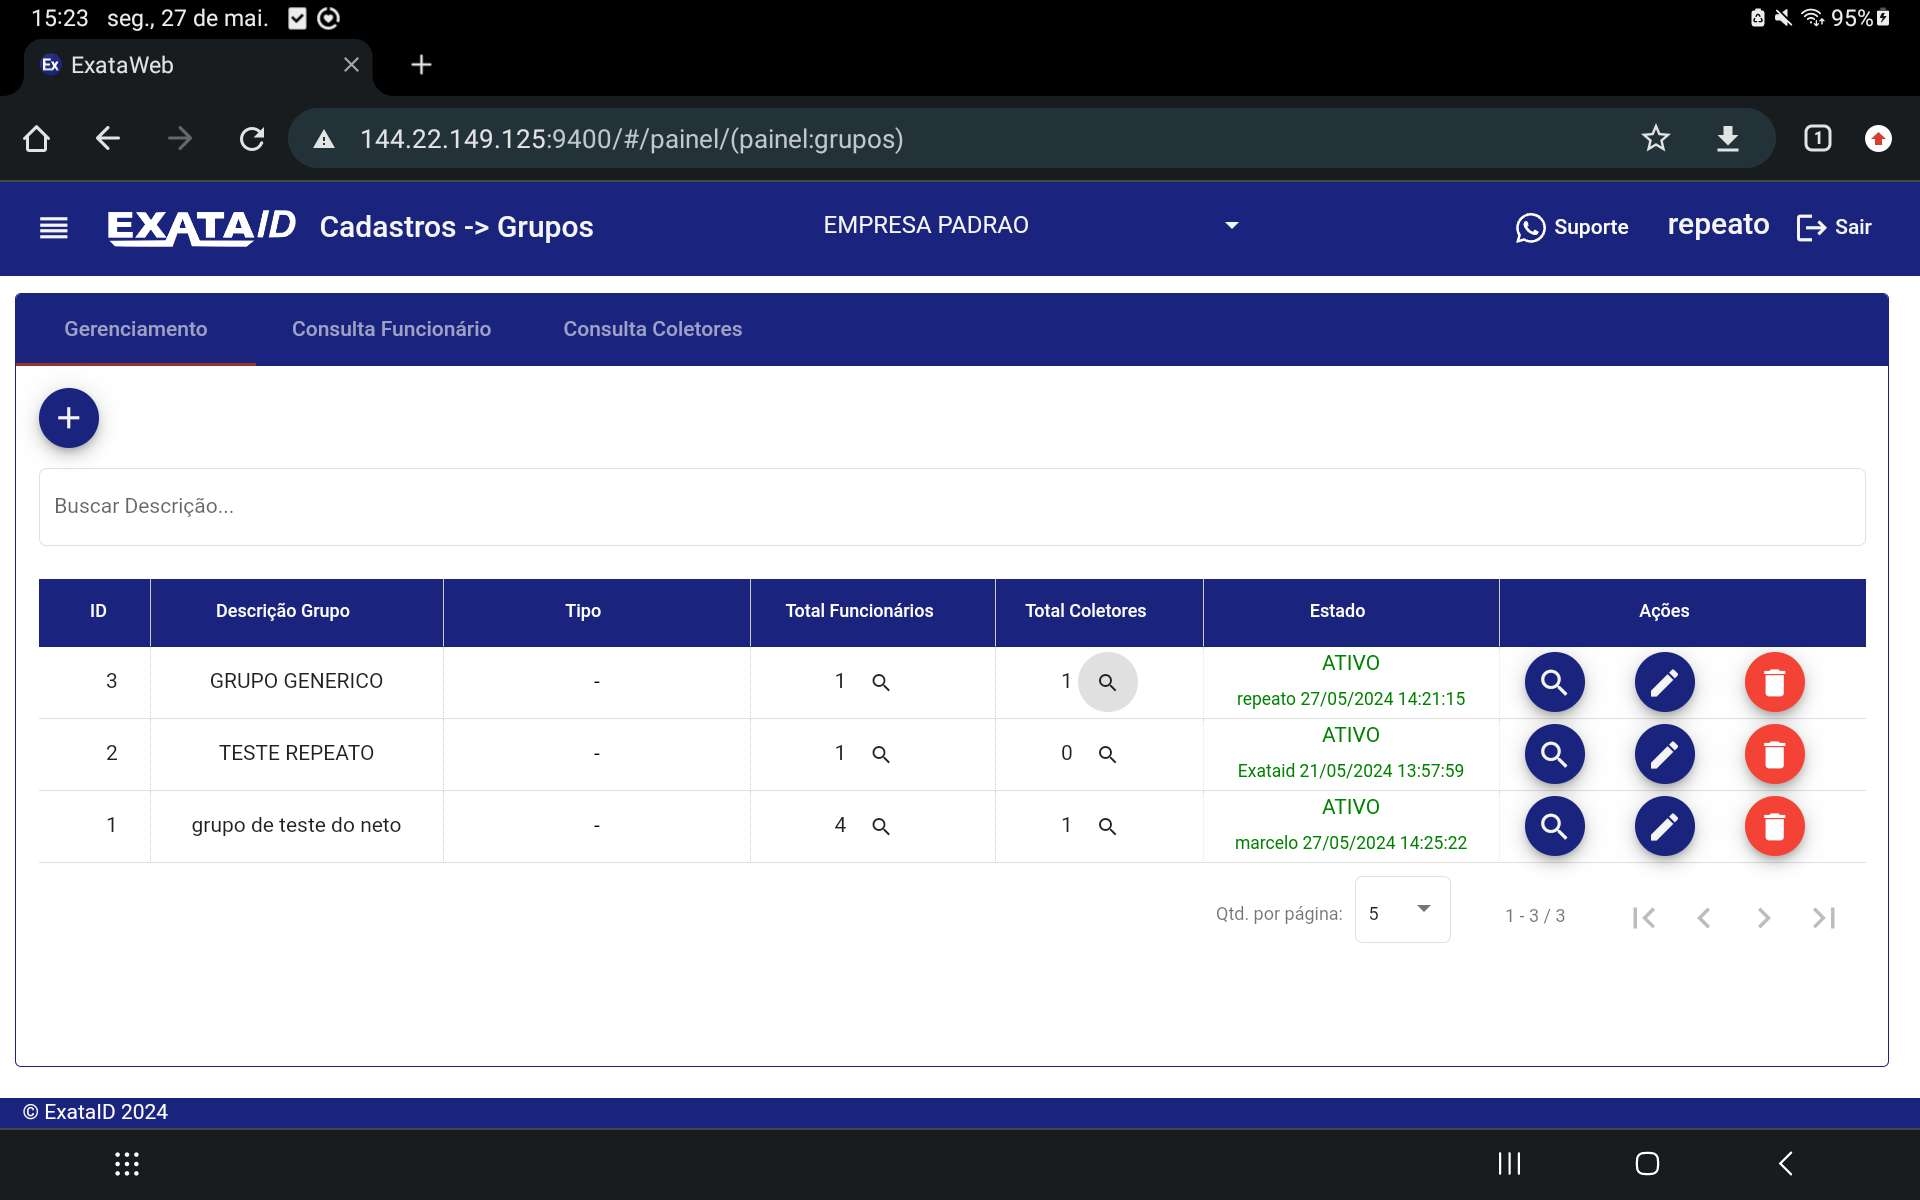 15:23 seg., 27 de mai. 95%
Ex ExataWeb
144.22.149.125:9400/#/painel/(painel:grupos) 1
EXATAID Cadastros -> Grupos EMPRESA PADRAO Suporte repeato Sair
Gerenciamento Consulta Funcionário Consulta Coletores
Buscar Descrição...
ID Descrição Grupo Tipo Total Funcionários Total Coletores Estado Ações
3 GRUPO GENERICO - 1 1 ATIVO
repeato 27/05/2024 14:21:15
2 TESTE REPEATO - 1 0 ATIVO
Exataid 21/05/2024 13:57:59
1 grupo de teste do neto - 4 1 ATIVO
marcelo 27/05/2024 14:25:22
Qtd. por página: 5 1 - 3 / 3
© ExataID 2024